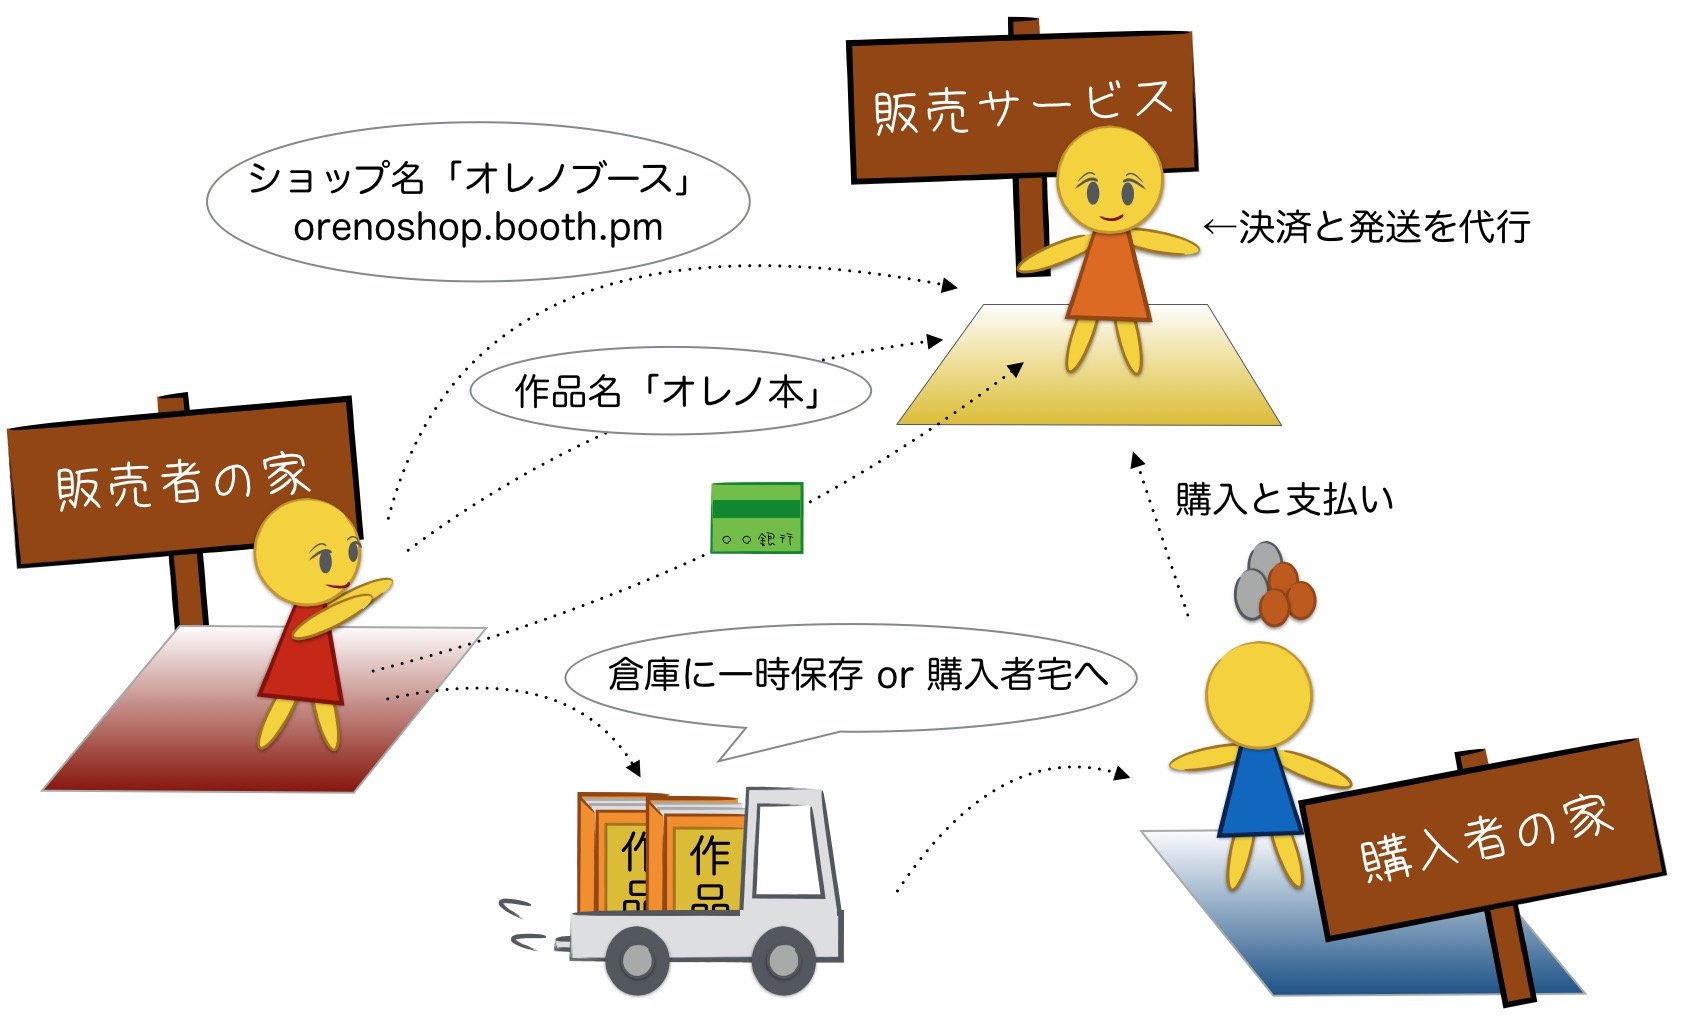 販売サービス
ショップ名「オレノブース」
orenoshop.booth.pm
←決済と発送を代行
作品名「オレノ本」
販売者の家
購入と支払い
○○銀行
倉庫に一時保存 or 購入者宅へ
購入者の家
作
品
作
品